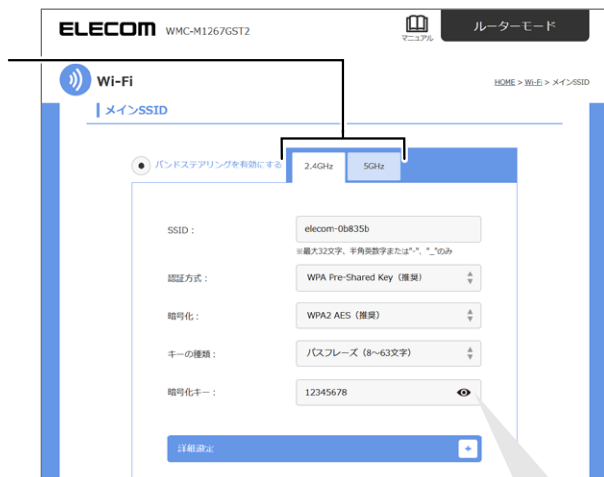 ELECOM WMC-M1267GST2
マニュアル
ルーターモード
Wi-Fi
HOME > Wi-Fi > メインSSID
メインSSID
バンドステアリングを有効にする
2.4GHz 5GHz
SSID : elecom-0b835b
※最大32文字、半角英数字または"-"、"_"のみ
認証方式 : WPA Pre-Shared Key（推奨）
暗号化 : WPA2 AES（推奨）
キーの種類 : パスフレーズ（8～63文字）
暗号化キー : 12345678
詳細設定 +